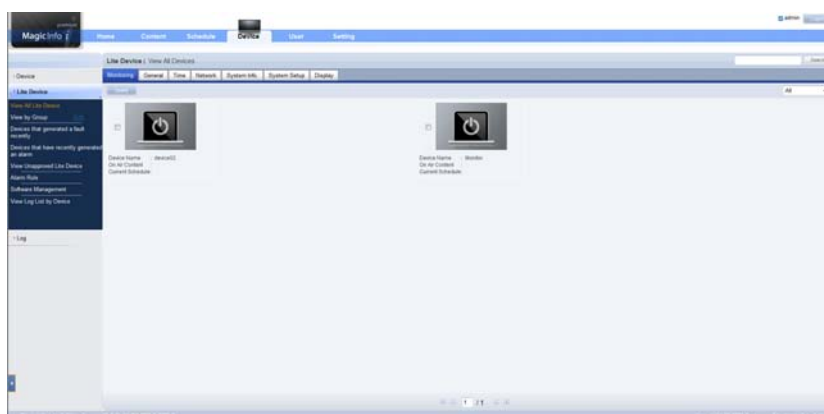 premium
MagicInfo i
admin
Home Content Schedule Device User Setting
Lite Device | View All Devices
Device
Monitoring General Time Network System Info. System Setup Display
Lite Device
All
View All Lite Device
View by Group
Devices that generated a fault
recently
Devices that have recently generated
an alarm
View Unapproved Lite Device
Alarm Rule
Software Management
View Log List by Device
Log
Device Name : device02
On Air Content :
Current Schedule:
Device Name : Monitor
On Air Content :
Current Schedule:
1 / 1